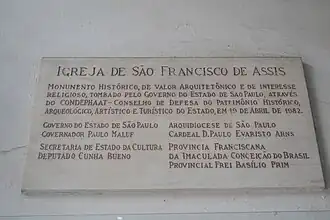 IGREJA DE SÃO FRANCISCO DE ASSIS
MONUMENTO HISTÓRICO, DE VALOR ARQUITETÔNICO E DE INTERESSE
RELIGIOSO, TOMBADO PELO GOVERNO DO ESTADO DE SÃO PAULO, ATRAVÉS
DO CONDEPHAAT - CONSELHO DE DEFESA DO PATRIMÔNIO HISTÓRICO,
ARQUEOLÓGICO, ARTÍSTICO E TURÍSTICO DO ESTADO, EM 19 DE ABRIL DE 1982.
GOVERNO DO ESTADO DE SÃO PAULO
GOVERNADOR PAULO MALUF
SECRETARIA DE ESTADO DA CULTURA
DEPUTADO CUNHA BUENO
ARQUIDIOCESE DE SÃO PAULO
CARDEAL D. PAULO EVARISTO ARNS
PROVINCIA FRANCISCANA
DA IMACULADA CONCEIÇÃO DO BRASIL
PROVINCIAL FREI BASÍLIO PRIM